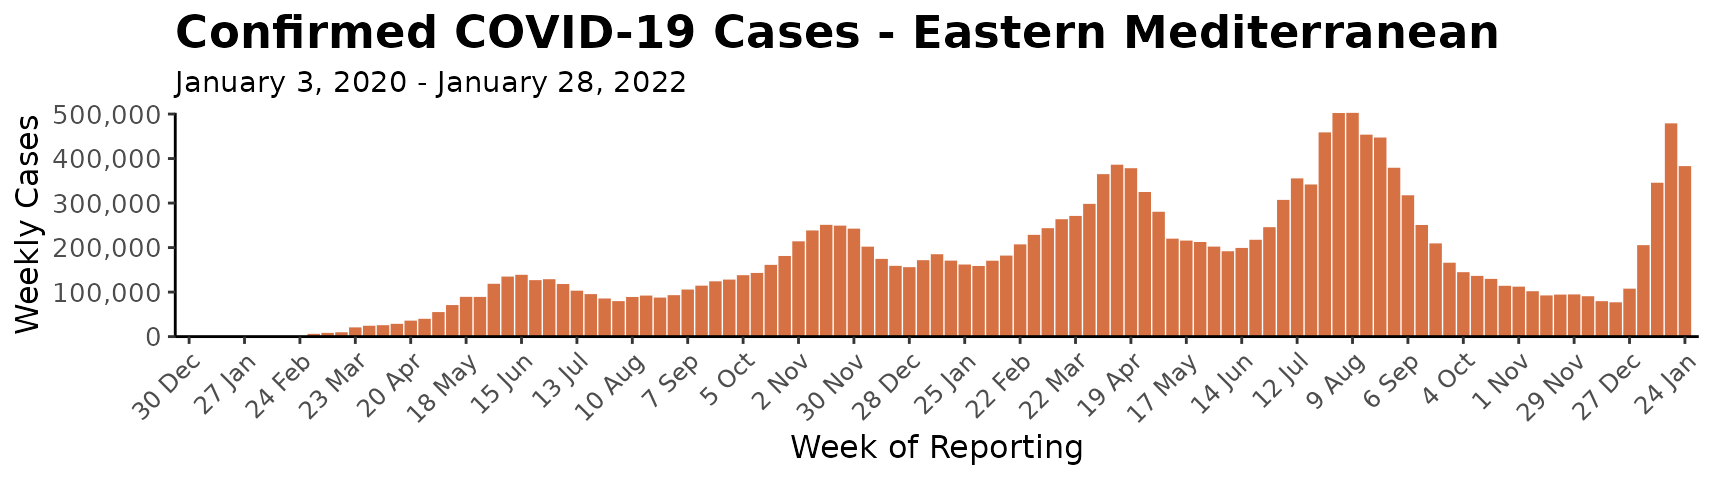 Confirmed COVID-19 Cases - Eastern Mediterranean
January 3, 2020 - January 28, 2022
Weekly Cases
500,000
400,000
300,000
200,000
100,000
0
30 Dec
27 Jan
24 Feb
23 Mar
20 Apr
18 May
15 Jun
13 Jul
10 Aug
7 Sep
5 Oct
2 Nov
30 Nov
28 Dec
25 Jan
22 Feb
22 Mar
19 Apr
17 May
14 Jun
12 Jul
9 Aug
6 Sep
4 Oct
1 Nov
29 Nov
27 Dec
24 Jan
Week of Reporting